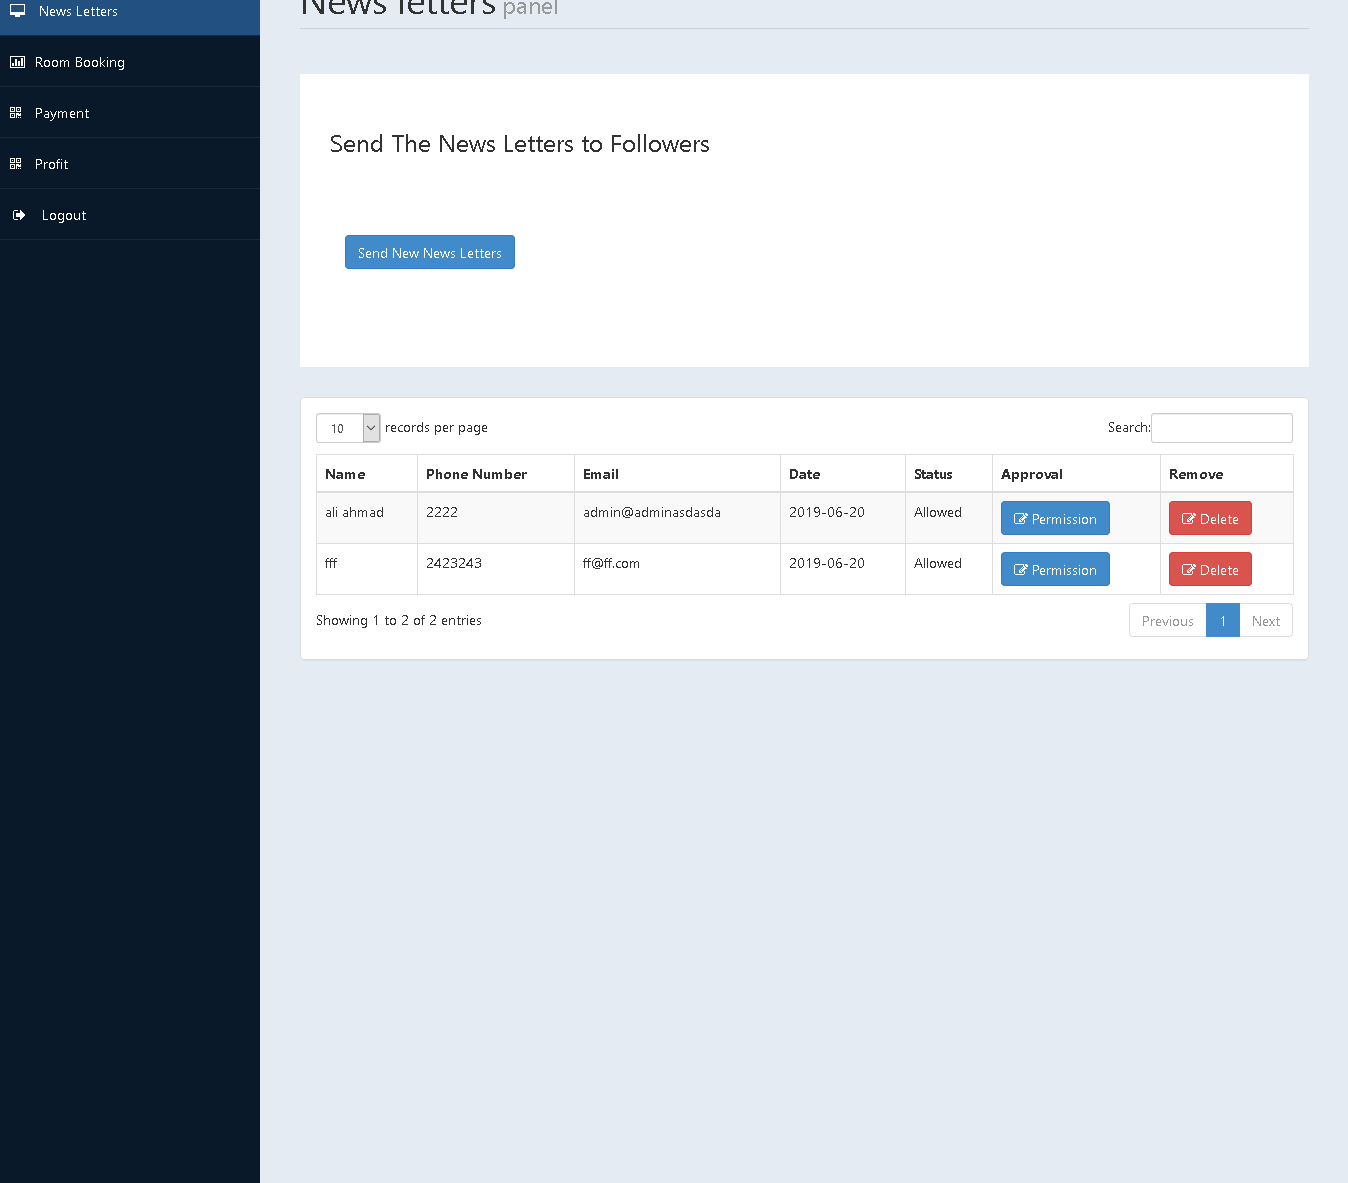 News Letters
Room Booking
Payment
Profit
Logout
News letters panel
Send The News Letters to Followers
Send New News Letters
10 records per page
Search:
Name Phone Number Email Date Status Approval Remove
ali ahmad 2222 admin@adminasdasda 2019-06-20 Allowed Permission Delete
fff 2423243 ff@ff.com 2019-06-20 Allowed Permission Delete
Showing 1 to 2 of 2 entries
Previous 1 Next